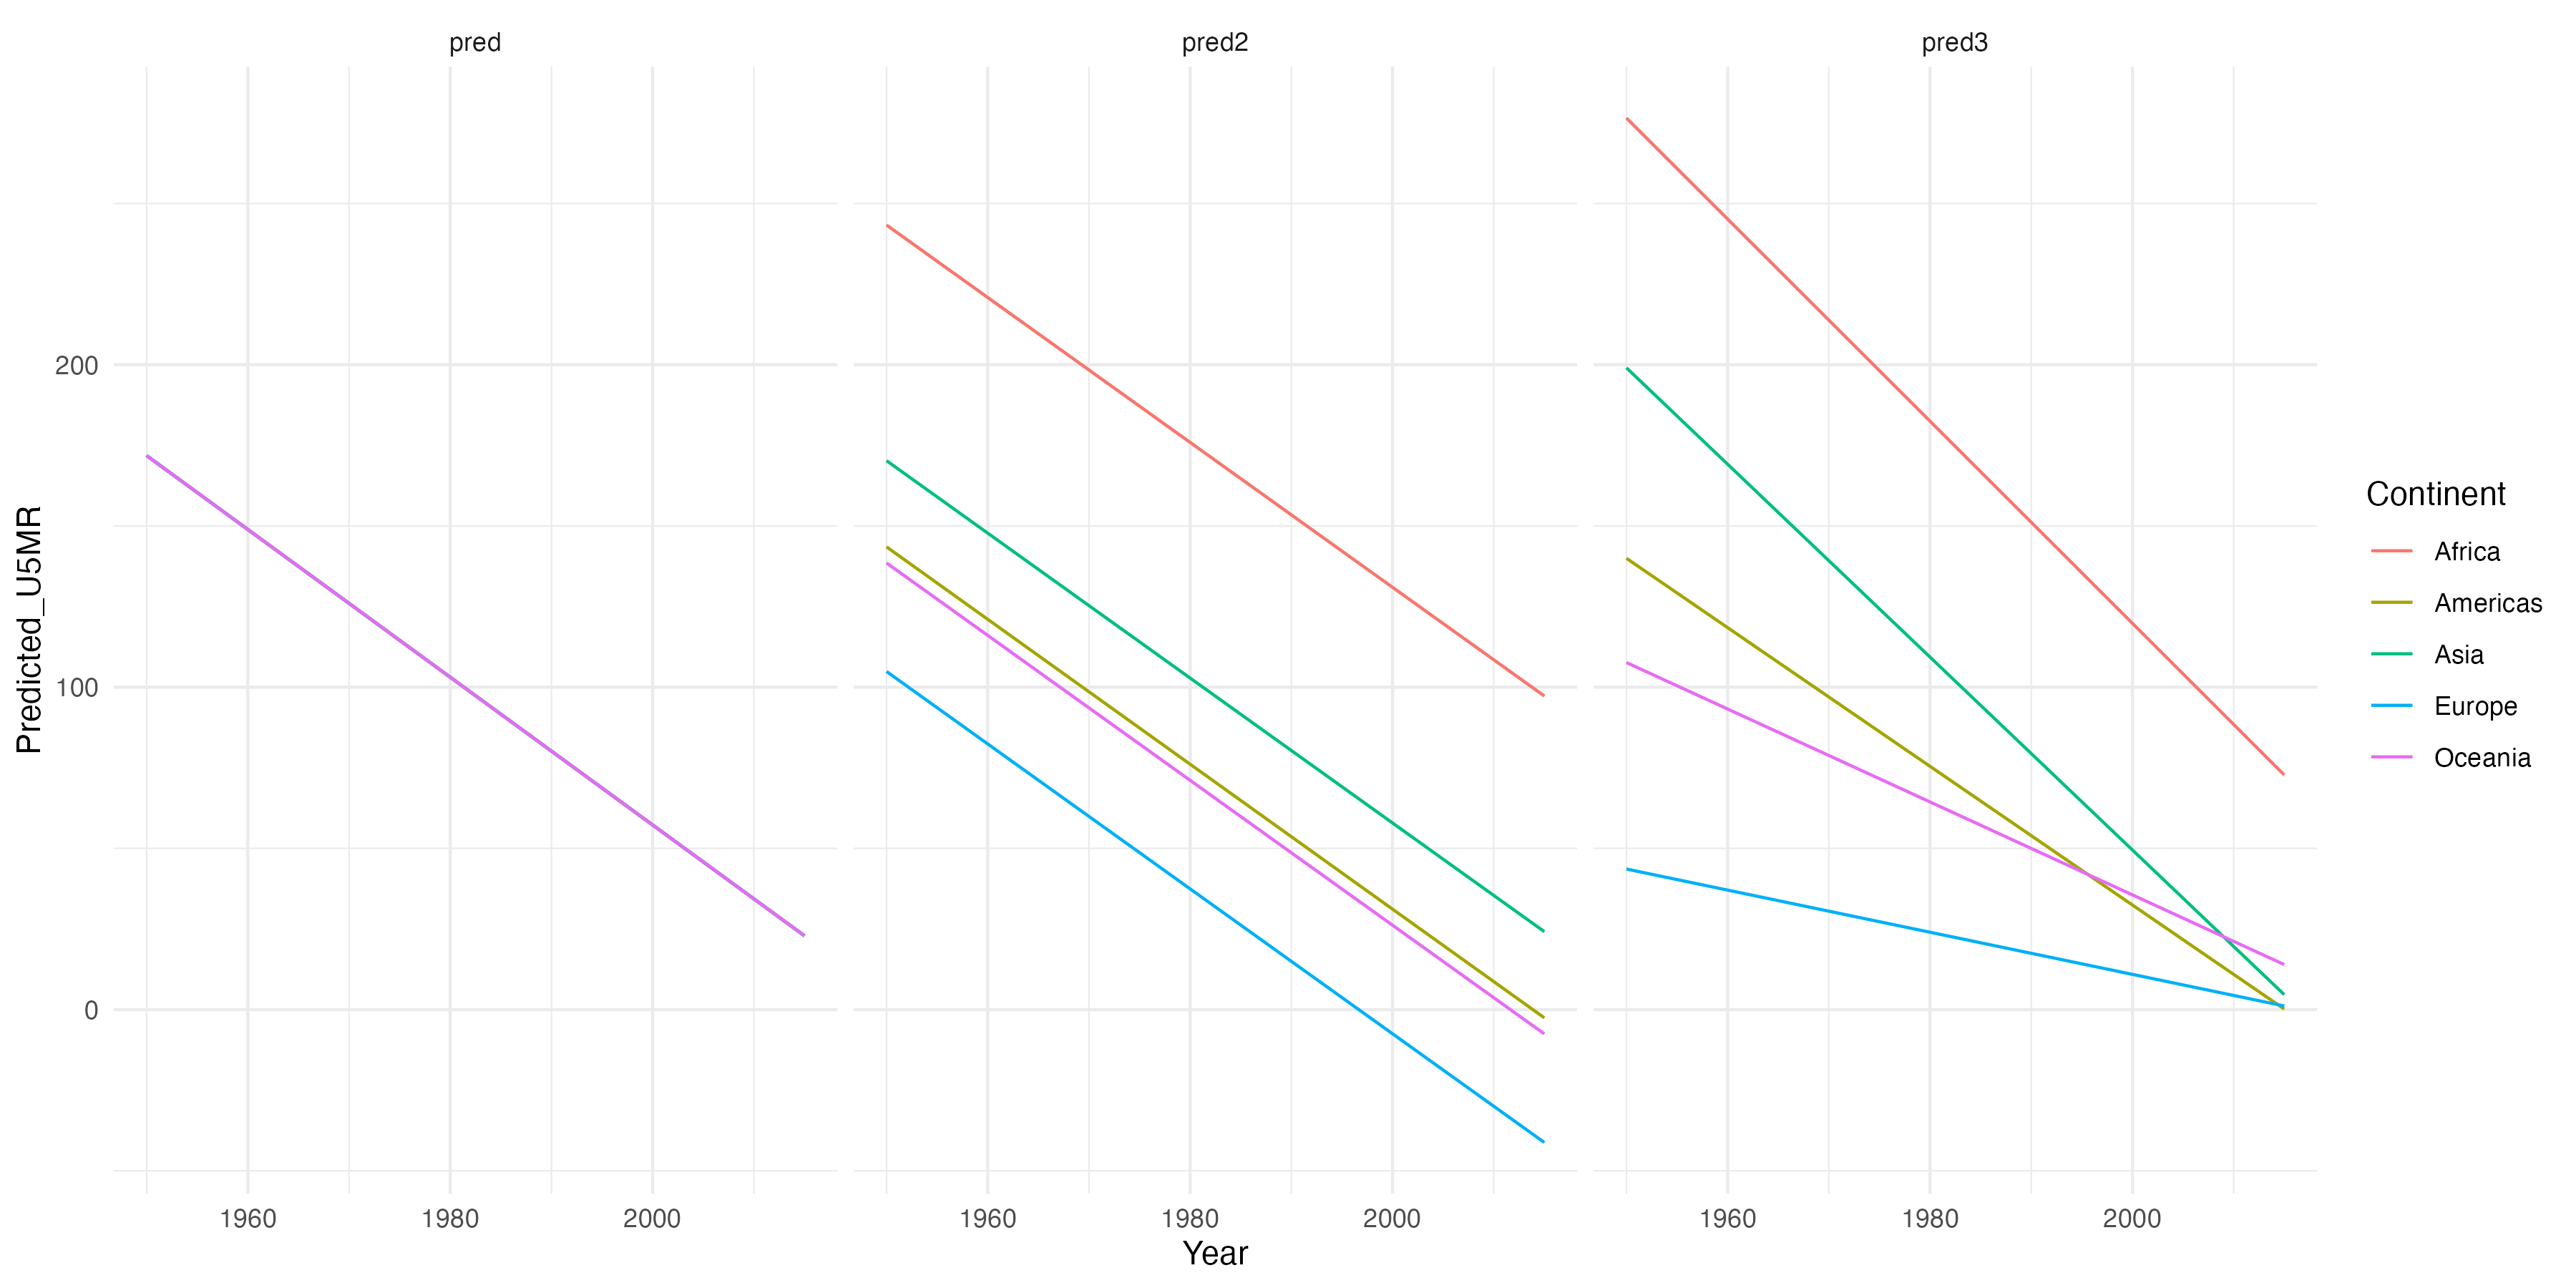 pred
pred2
pred3
Predicted_U5MR
200
100
0
1960
1980
2000
1960
1980
2000
1960
1980
2000
Year
Continent
Africa
Americas
Asia
Europe
Oceania